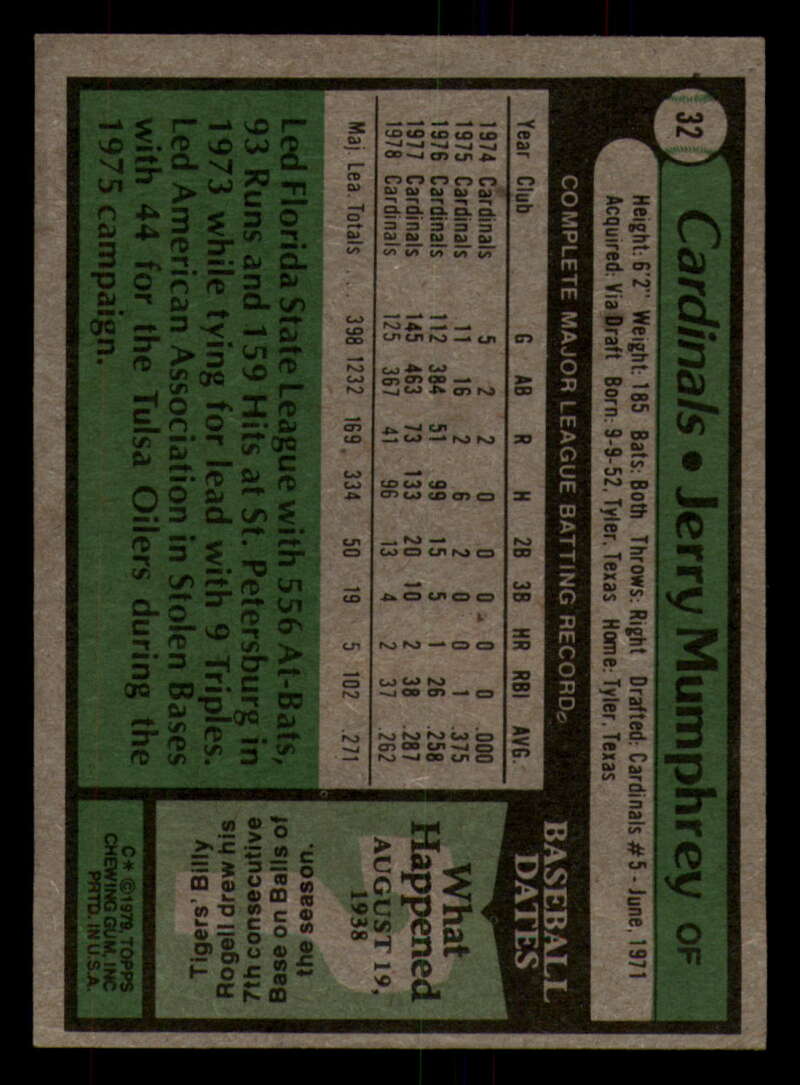 32
Cardinals • Jerry Mumphrey OF
Height: 6'2" Weight: 185 Bats: Both Throws: Right Drafted: Cardinals #5 - June, 1971
Acquired: Via Draft Born: 9-9-52, Tyler, Texas Home: Tyler, Texas
COMPLETE MAJOR LEAGUE BATTING RECORD
Year Club G AB R H 2B 3B HR RBI AVG.
1974 Cardinals 5 2 2 0 0 0 0 0 .000
1975 Cardinals 11 16 2 6 2 0 0 1 .375
1976 Cardinals 112 384 51 99 15 5 1 26 .258
1977 Cardinals 145 463 73 133 20 10 2 38 .287
1978 Cardinals 125 367 41 96 13 4 2 37 .262
Maj. Lea. Totals ... 398 1232 169 334 50 19 5 102 .271
Led Florida State League with 556 At-Bats,
93 Runs and 159 Hits at St. Petersburg in
1973 while tying for lead with 9 Triples.
Led American Association in Stolen Bases
with 44 for the Tulsa Oilers during the
1975 campaign.
BASEBALL
DATES
What
Happened
AUGUST 19,
1938
Tigers' Billy
Rogell drew his
7th consecutive
Base on Balls of
the season.
C* ©1979, TOPPS
CHEWING GUM, INC
PRTD. IN U.S.A.